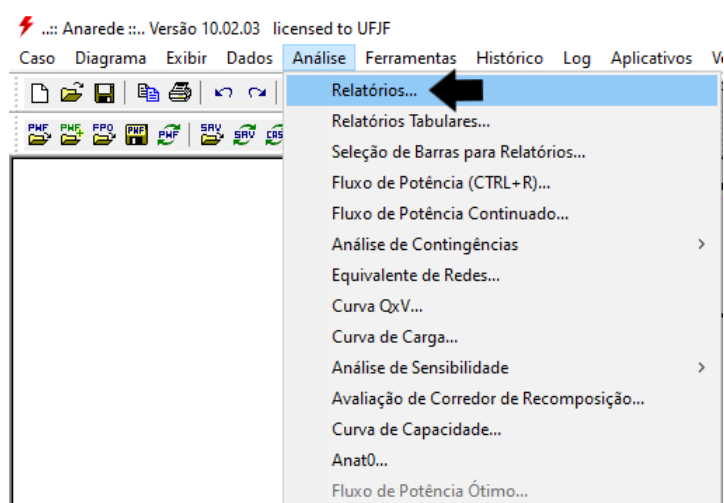 ..:: Anarede ::.. Versão 10.02.03 licensed to UFJF
Caso Diagrama Exibir Dados Análise Ferramentas Histórico Log Aplicativos
PWF PWF FPO PWF PWF SAV SAV CAS
Relatórios...
Relatórios Tabulares...
Seleção de Barras para Relatórios...
Fluxo de Potência (CTRL+R)...
Fluxo de Potência Continuado...
Análise de Contingências
Equivalente de Redes...
Curva QxV...
Curva de Carga...
Análise de Sensibilidade
Avaliação de Corredor de Recomposição...
Curva de Capacidade...
Anat0...
Fluxo de Potência Ótimo...